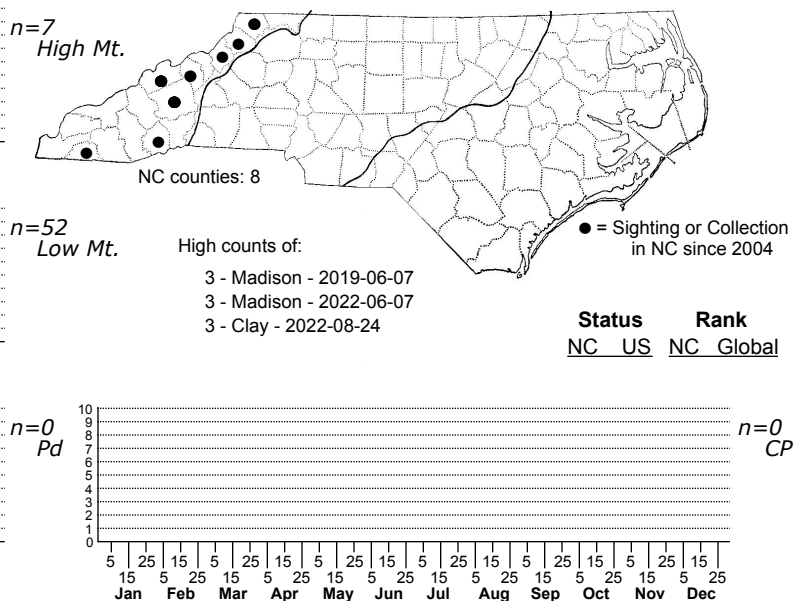 n=7
High Mt.
NC counties: 8
n=52
Low Mt.
High counts of:
3 - Madison - 2019-06-07
3 - Madison - 2022-06-07
3 - Clay - 2022-08-24
● = Sighting or Collection
in NC since 2004
Status Rank
NC US NC Global
n=0
Pd
10
9
8
7
6
5
4
3
2
1
0
n=0
CP
5 25 15 5 25 15 5 25 15 5 25 15 5 25 15 5 25 15
15 5 25 15 5 25 15 5 25 15 5 25 15 5 25 15 5 25
Jan Feb Mar Apr May Jun Jul Aug Sep Oct Nov Dec